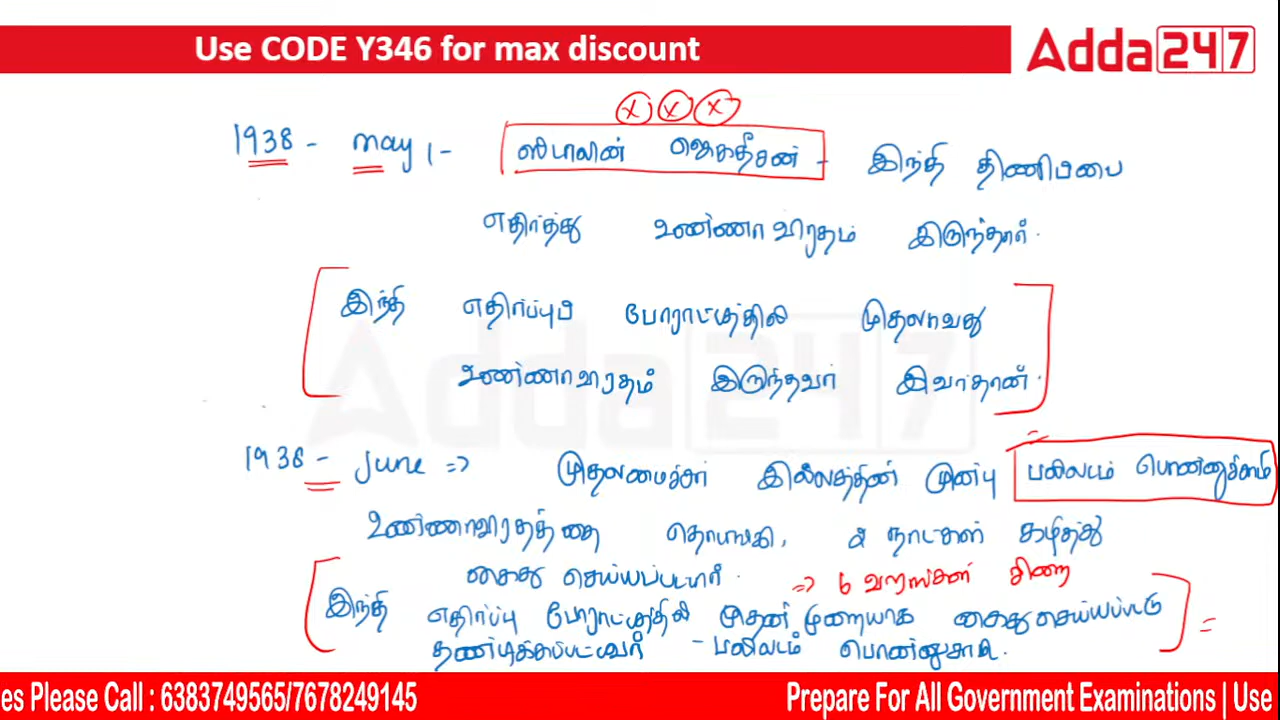 Use CODE Y346 for max discount
Adda247
1938 - may 1 - ஸ்டாலின் ஜெகதீசன் - இந்தி திணிப்பை
எதிர்த்து உண்ணாவிரதம் இருந்தார்.
இந்தி எதிர்ப்புப் போராட்டத்தில் முதலாவது
உண்ணாவிரதம் இருந்தவர் இவர்தான்.
1938 - June => முதலமைச்சர் இல்லத்தின் முன்பு பல்லடம் பொன்னுச்சாமி
உண்ணாவிரதத்தை தொடங்கி, 2 நாட்கள் கழித்து
கைது செய்யப்பட்டார். => 6 வாரங்கள் சிறை
இந்தி எதிர்ப்பு போராட்டத்தில் முதன் முறையாக கைதுசெய்யப்பட்டு
தண்டிக்கப்பட்டவர் - பல்லடம் பொன்னுசாமி.
es Please Call : 6383749565/7678249145 Prepare For All Government Examinations | Use